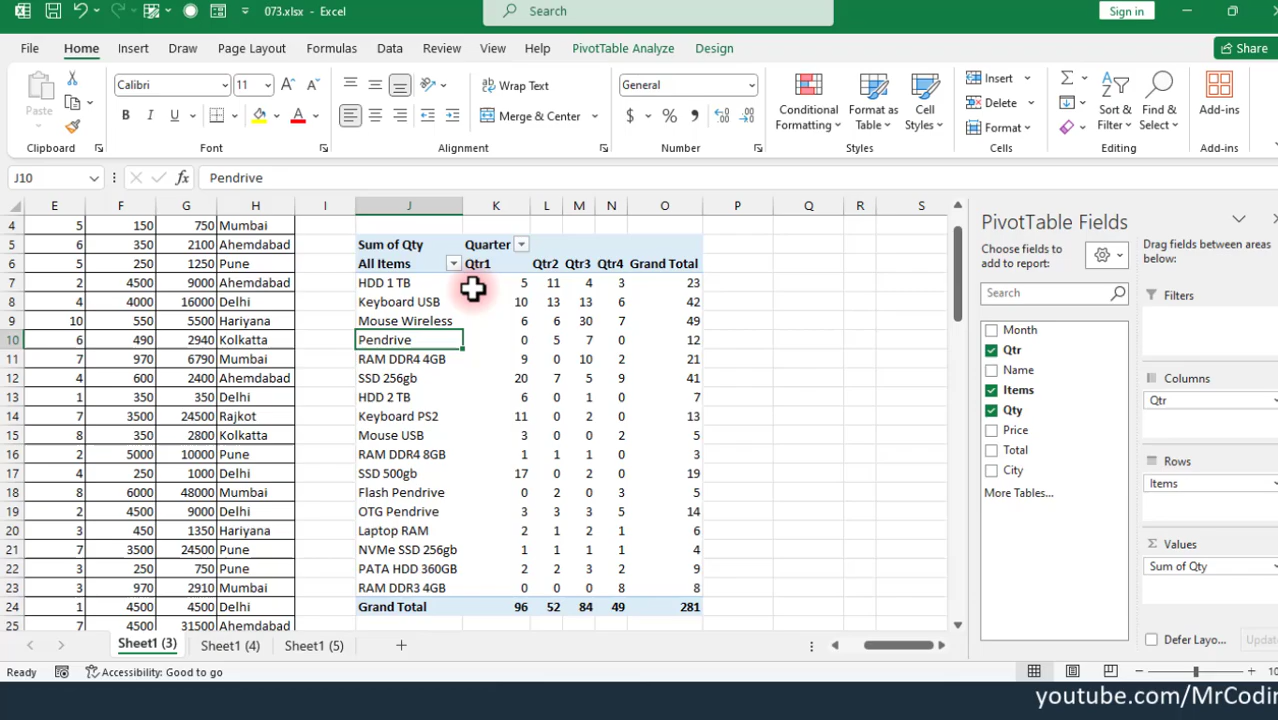 073.xlsx - Excel
Search
Sign in
File Home Insert Draw Page Layout Formulas Data Review View Help PivotTable Analyze Design Share
Paste Calibri 11 Wrap Text General Conditional Formatting Format as Table Cell Styles Insert Sort & Filter Find & Select Add-ins
B I U A Merge & Center $ % Delete
Format
Clipboard Font Alignment Number Styles Cells Editing Add-ins
J10 fx Pendrive
E F G H I J K L M N O P Q R S
4 5 150 750 Mumbai
5 6 350 2100 Ahemdabad Sum of Qty Quarter
6 5 250 1250 Pune All Items Qtr1 Qtr2 Qtr3 Qtr4 Grand Total
7 2 4500 9000 Delhi HDD 1 TB 5 11 4 3 23
8 4 4000 16000 Delhi Keyboard USB 10 13 13 6 42
9 10 550 5500 Hariyana Mouse Wireless 6 6 30 7 49
10 6 490 2940 Kolkatta Pendrive 0 5 7 0 12
11 7 970 6790 Mumbai RAM DDR4 4GB 9 0 10 2 21
12 4 600 2400 Ahemdabad SSD 256gb 20 7 5 9 41
13 1 350 350 Delhi HDD 2 TB 6 0 1 0 7
14 7 3500 24500 Rajkot Keyboard PS2 11 0 2 0 13
15 8 350 2800 Kolkatta Mouse USB 3 0 0 2 5
16 2 5000 10000 Pune RAM DDR4 8GB 1 1 1 0 3
17 4 250 1000 Delhi SSD 500gb 17 0 2 0 19
18 8 6000 48000 Mumbai Flash Pendrive 0 2 0 3 5
19 2 4500 9000 Delhi OTG Pendrive 3 3 3 5 14
20 3 450 1350 Hariyana Laptop RAM 2 1 2 1 6
21 7 3500 24500 Pune NVMe SSD 256gb 1 1 1 1 4
22 3 250 750 Pune PATA HDD 360GB 2 2 3 2 9
23 3 970 2910 Mumbai RAM DDR3 4GB 0 0 0 8 8
24 1 4500 4500 Delhi Grand Total 96 52 84 49 281
25 7 4500 31500 Ahemdabad
PivotTable Fields
Choose fields to add to report:
Search
Month
Qtr
Name
Items
Qty
Price
Total
City
More Tables...
Drag fields between areas below:
Filters
Columns
Qtr
Rows
Items
Σ Values
Sum of Qty
Defer Layo... Updat
Sheet1 (3) Sheet1 (4) Sheet1 (5) +
Ready Accessibility: Good to go 10
youtube.com/MrCodin